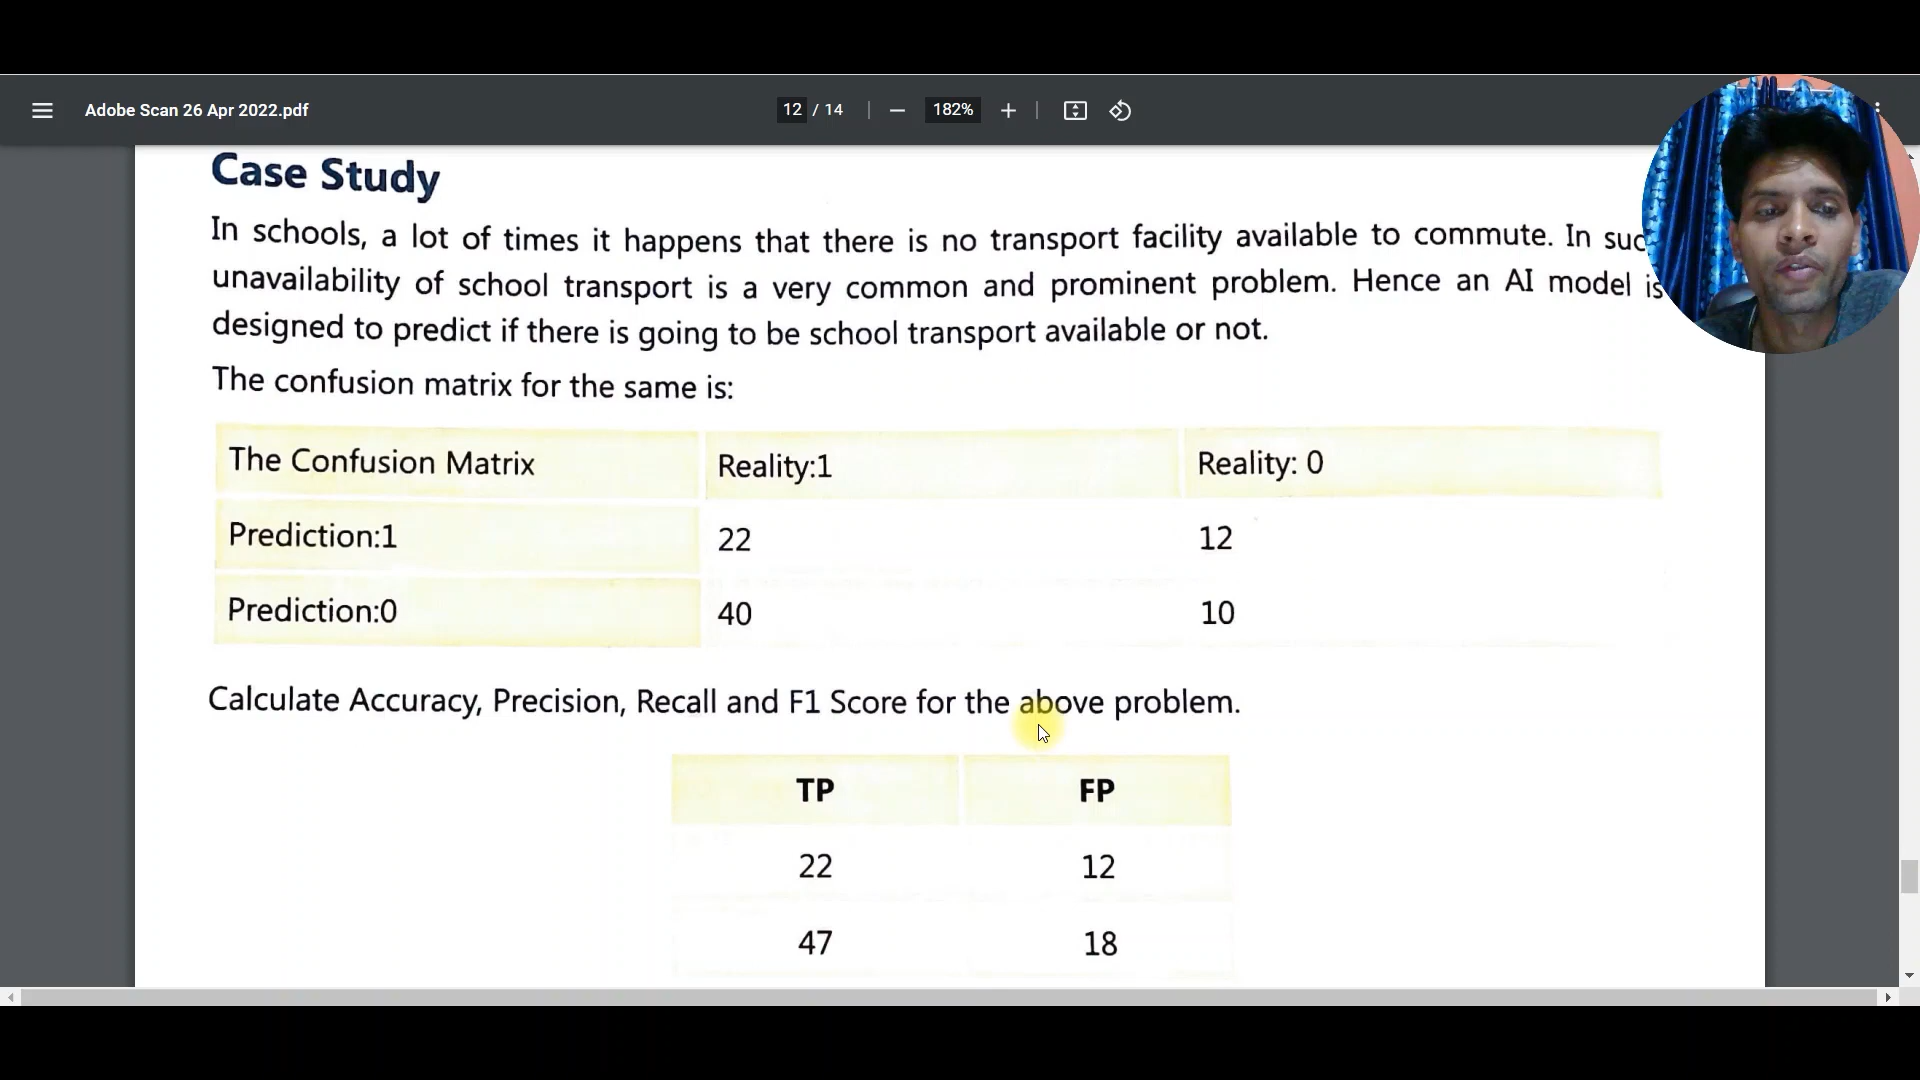 Adobe Scan 26 Apr 2022.pdf
12 / 14
182%
Case Study
In schools, a lot of times it happens that there is no transport facility available to commute. In
unavailability of school transport is a very common and prominent problem. Hence an AI model is
designed to predict if there is going to be school transport available or not.
The confusion matrix for the same is:
The Confusion Matrix Reality:1 Reality: 0
Prediction:1 22 12
Prediction:0 40 10
Calculate Accuracy, Precision, Recall and F1 Score for the above problem.
TP FP
22 12
47 18